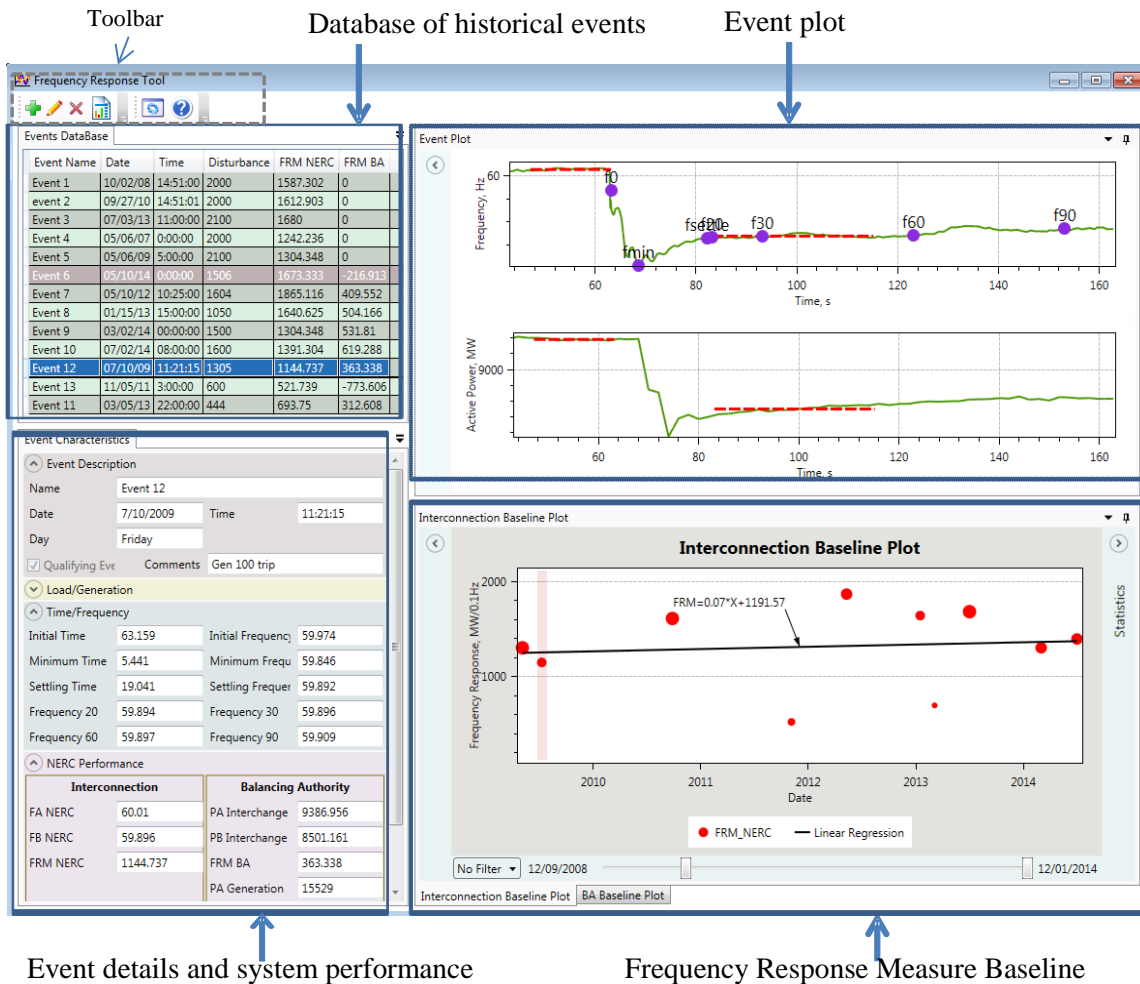 Toolbar
Database of historical events
Event plot
Frequency Response Tool
Events DataBase
Event Name Date Time Disturbance FRM NERC FRM BA
Event 1 10/02/08 14:51:00 2000 1587.302 0
event 2 09/27/10 14:51:01 2000 1612.903 0
Event 3 07/03/13 11:00:00 2100 1680 0
Event 4 05/06/07 0:00:00 2000 1242.236 0
Event 5 05/06/09 5:00:00 2100 1304.348 0
Event 6 05/10/14 0:00:00 1506 1673.333 -216.913
Event 7 05/10/12 10:25:00 1604 1865.116 409.552
Event 8 01/15/13 15:00:00 1050 1640.625 504.166
Event 9 03/02/14 00:00:00 1500 1304.348 531.81
Event 10 07/02/14 08:00:00 1600 1391.304 619.288
Event 12 07/10/09 11:21:15 1305 1144.737 363.338
Event 13 11/05/11 3:00:00 600 521.739 -773.606
Event 11 03/05/13 22:00:00 444 693.75 312.608
Event Plot
Frequency, Hz
60
f0
fmin
fsettle
f20
f30
f60
f90
60 80 100 120 140 160
Time, s
Active Power, MW
9000
60 80 100 120 140 160
Time, s
Event Characteristics
Event Description
Name Event 12
Date 7/10/2009 Time 11:21:15
Day Friday
Qualifying Eve Comments Gen 100 trip
Load/Generation
Time/Frequency
Initial Time 63.159 Initial Frequency 59.974
Minimum Time 5.441 Minimum Frequ 59.846
Settling Time 19.041 Settling Frequer 59.892
Frequency 20 59.894 Frequency 30 59.896
Frequency 60 59.897 Frequency 90 59.909
NERC Performance
Interconnection Balancing Authority
FA NERC 60.01 PA Interchange 9386.956
FB NERC 59.896 PB Interchange 8501.161
FRM NERC 1144.737 FRM BA 363.338
PA Generation 15529
Interconnection Baseline Plot
Interconnection Baseline Plot
Statistics
Frequency Response, MW/0.1Hz
2000
1000
FRM=0.07*X+1191.57
2010 2011 2012 2013 2014
Date
FRM_NERC Linear Regression
No Filter 12/09/2008 12/01/2014
Interconnection Baseline Plot BA Baseline Plot
Event details and system performance
Frequency Response Measure Baseline